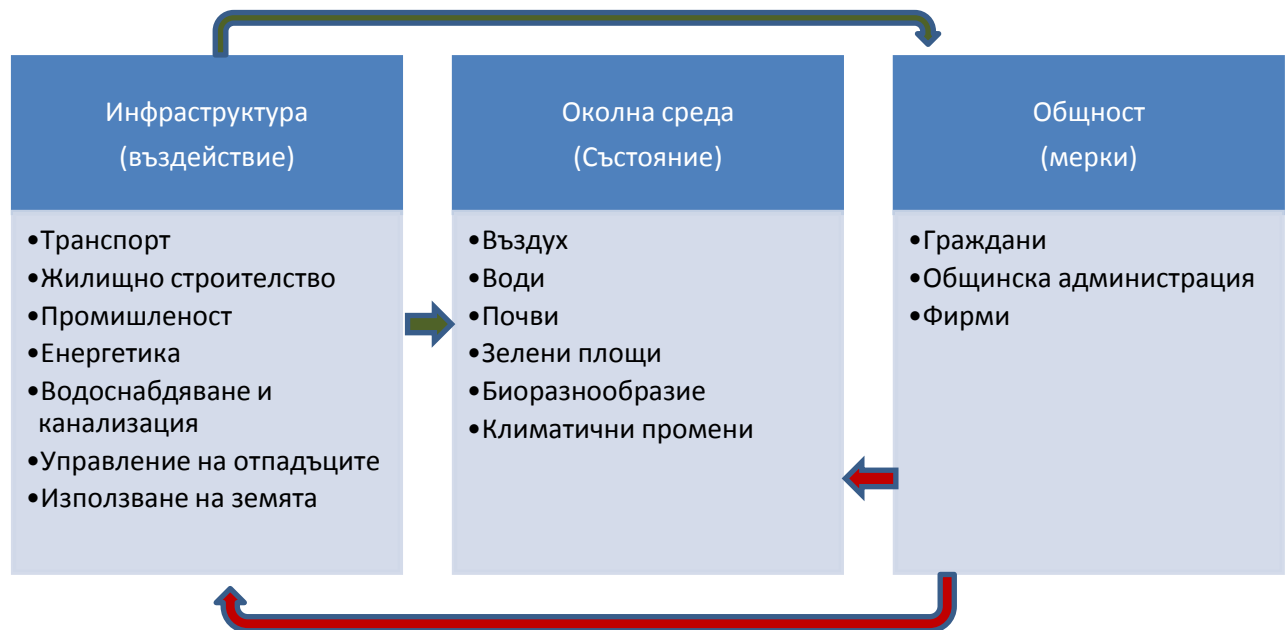 Инфраструктура
(въздействие)
•Транспорт
•Жилищно строителство
•Промишленост
•Енергетика
•Водоснабдяване и
канализация
•Управление на отпадъците
•Използване на земята
Околна среда
(Състояние)
•Въздух
•Води
•Почви
•Зелени площи
•Биоразнообразие
•Климатични промени
Общност
(мерки)
•Граждани
•Общинска администрация
•Фирми